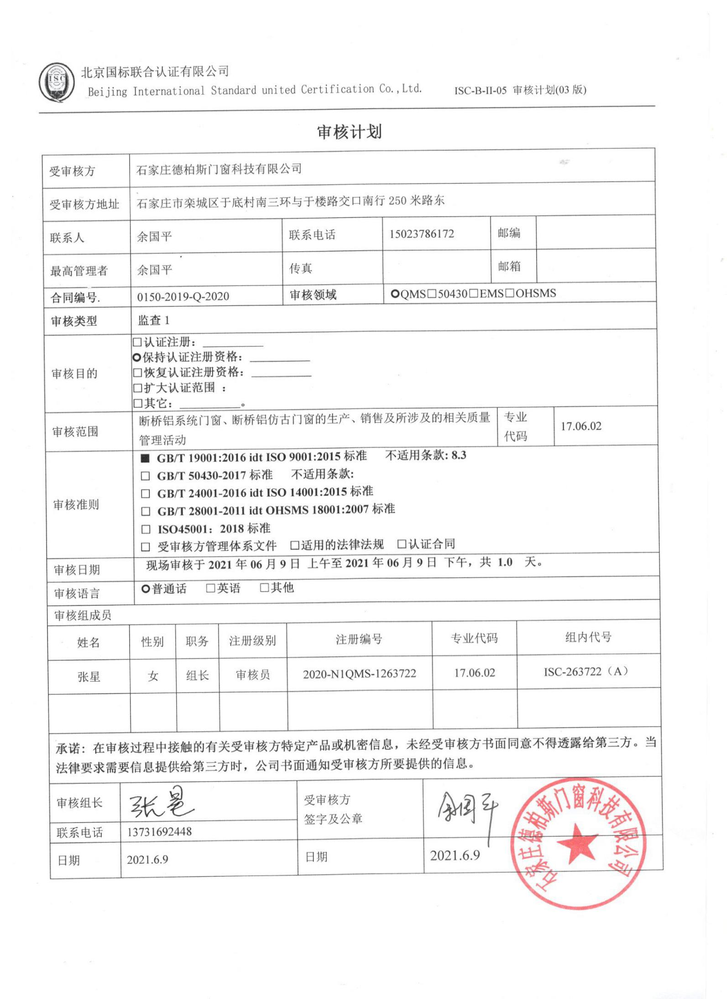 ISC
北京国标联合认证有限公司
Beijing International Standard united Certification Co.,Ltd. ISC-B-II-05 审核计划(03 版)
审核计划
受审核方 石家庄德柏斯门窗科技有限公司
受审核方地址 石家庄市栾城区于底村南三环与于楼路交口南行 250 米路东
联系人 余国平 联系电话 15023786172 邮编
最高管理者 余国平 传真 邮箱
合同编号. 0150-2019-Q-2020 审核领域 QMS□50430□EMS□OHSMS
审核类型 监查 1
审核目的
□认证注册：
保持认证注册资格：
□恢复认证注册资格：
□扩大认证范围 ：
□其它： 。
审核范围 断桥铝系统门窗、断桥铝仿古门窗的生产、销售及所涉及的相关质量
管理活动
专业
代码
17.06.02
审核准则
■ GB/T 19001:2016 idt ISO 9001:2015 标准 不适用条款: 8.3
□ GB/T 50430-2017 标准 不适用条款:
□ GB/T 24001-2016 idt ISO 14001:2015 标准
□ GB/T 28001-2011 idt OHSMS 18001:2007 标准
□ ISO45001：2018 标准
□ 受审核方管理体系文件 □适用的法律法规 □认证合同
审核日期 现场审核于 2021 年 06 月 9 日 上午至 2021 年 06 月 9 日 下午，共 1.0 天。
审核语言 普通话 □英语 □其他
审核组成员
姓名 性别 职务 注册级别 注册编号 专业代码 组内代号
张星 女 组长 审核员 2020-N1QMS-1263722 17.06.02 ISC-263722（A）
承诺：在审核过程中接触的有关受审核方特定产品或机密信息，未经受审核方书面同意不得透露给第三方。当
法律要求需要信息提供给第三方时，公司书面通知受审核方所要提供的信息。
审核组长 张星
受审核方
签字及公章
余国平
联系电话 13731692448
日期 2021.6.9 日期 2021.6.9
石家庄德柏斯门窗科技有限公司